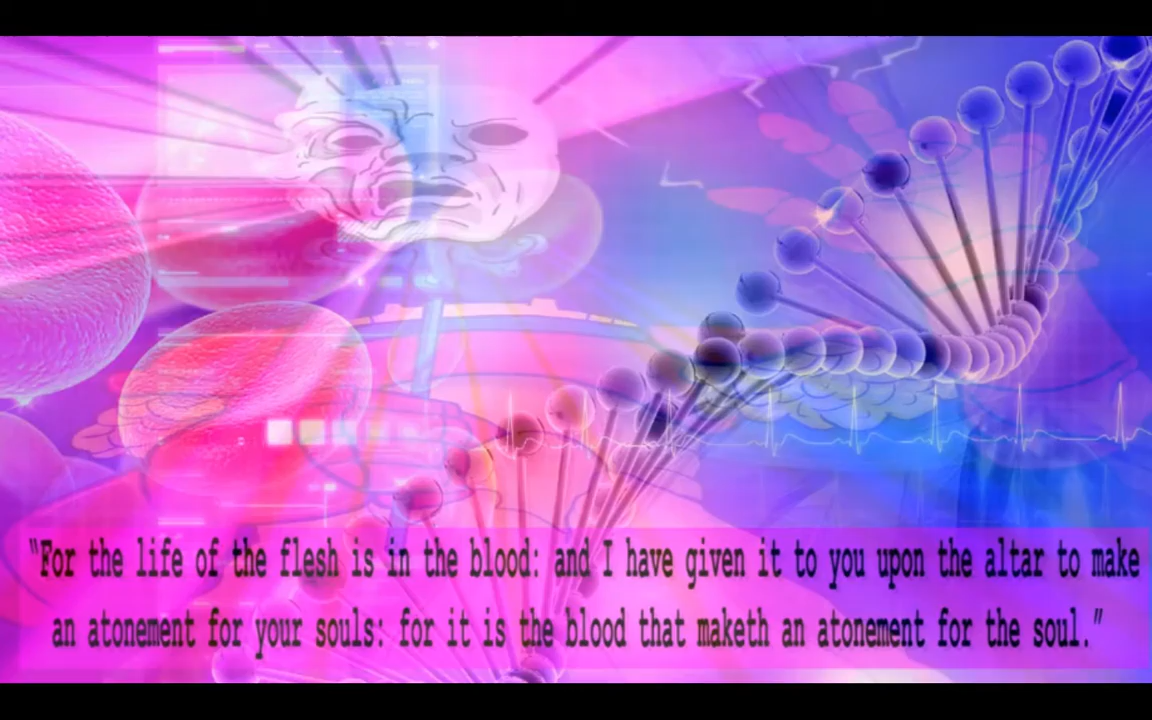 “For the life of the flesh is in the blood: and I have given it to you upon the altar to make
an atonement for your souls: for it is the blood that maketh an atonement for the soul.”